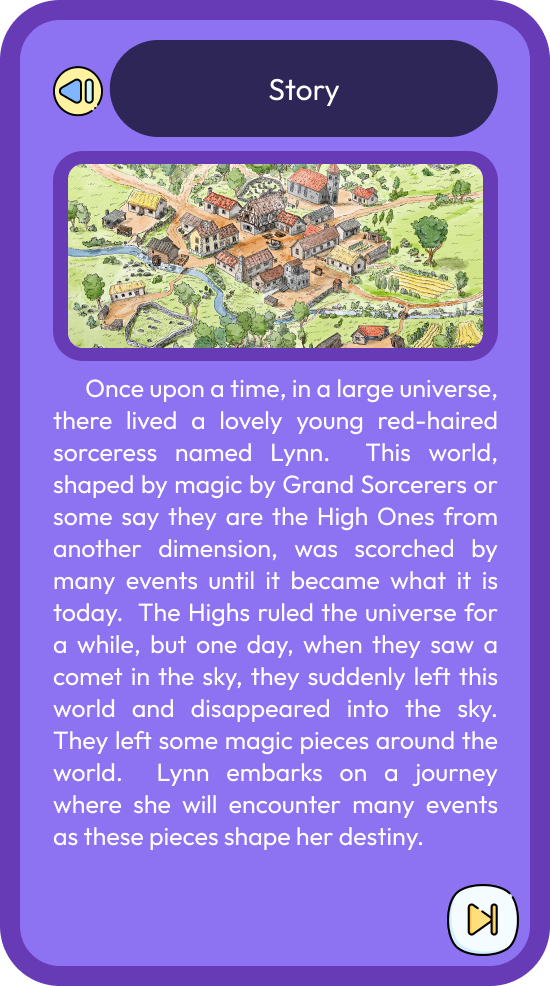 Story
Once upon a time, in a large universe,
there lived a lovely young red-haired
sorceress named Lynn. This world,
shaped by magic by Grand Sorcerers or
some say they are the High Ones from
another dimension, was scorched by
many events until it became what it is
today. The Highs ruled the universe for
a while, but one day, when they saw a
comet in the sky, they suddenly left this
world and disappeared into the sky.
They left some magic pieces around the
world. Lynn embarks on a journey
where she will encounter many events
as these pieces shape her destiny.